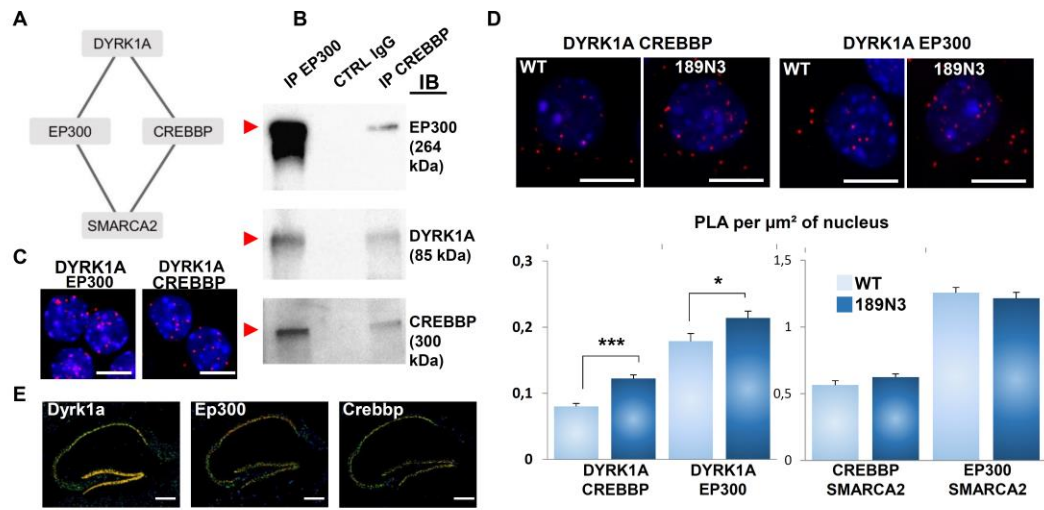 A
DYRK1A
EP300
CREBBP
SMARCA2
B
IP EP300
CTRL IgG
IP CREBBP
IB
EP300
(264
kDa)
DYRK1A
(85 kDa)
CREBBP
(300
kDa)
C
DYRK1A
EP300
DYRK1A
CREBBP
D
DYRK1A CREBBP
DYRK1A EP300
WT
189N3
WT
189N3
PLA per µm² of nucleus
0,3
0,2
0,1
0
***
*
DYRK1A
CREBBP
DYRK1A
EP300
1,5
1
0,5
0
WT
189N3
CREBBP
SMARCA2
EP300
SMARCA2
E
Dyrk1a
Ep300
Crebbp